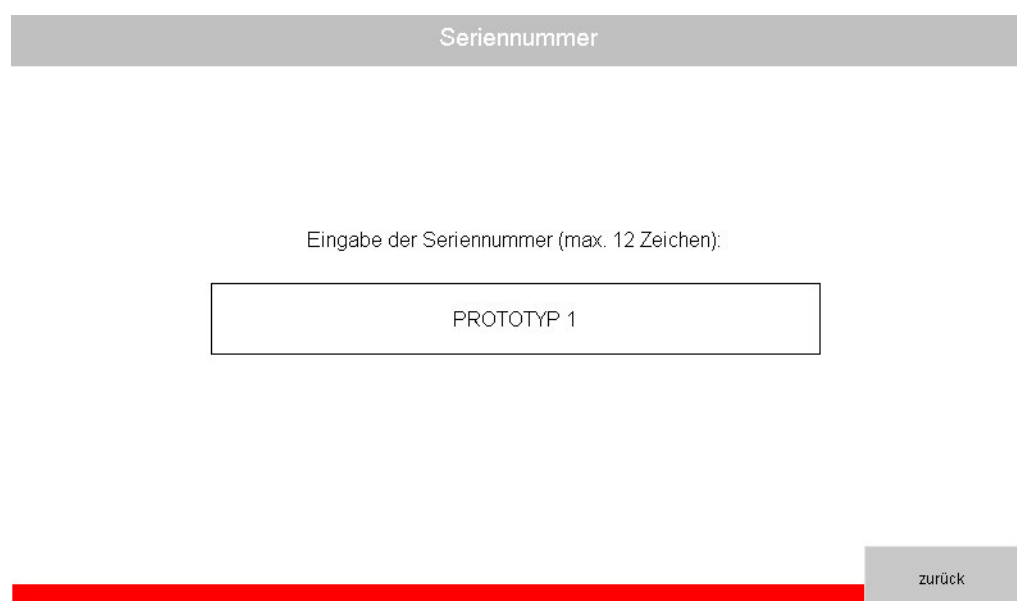 Seriennummer
Eingabe der Seriennummer (max. 12 Zeichen):
PROTOTYP 1
zurück